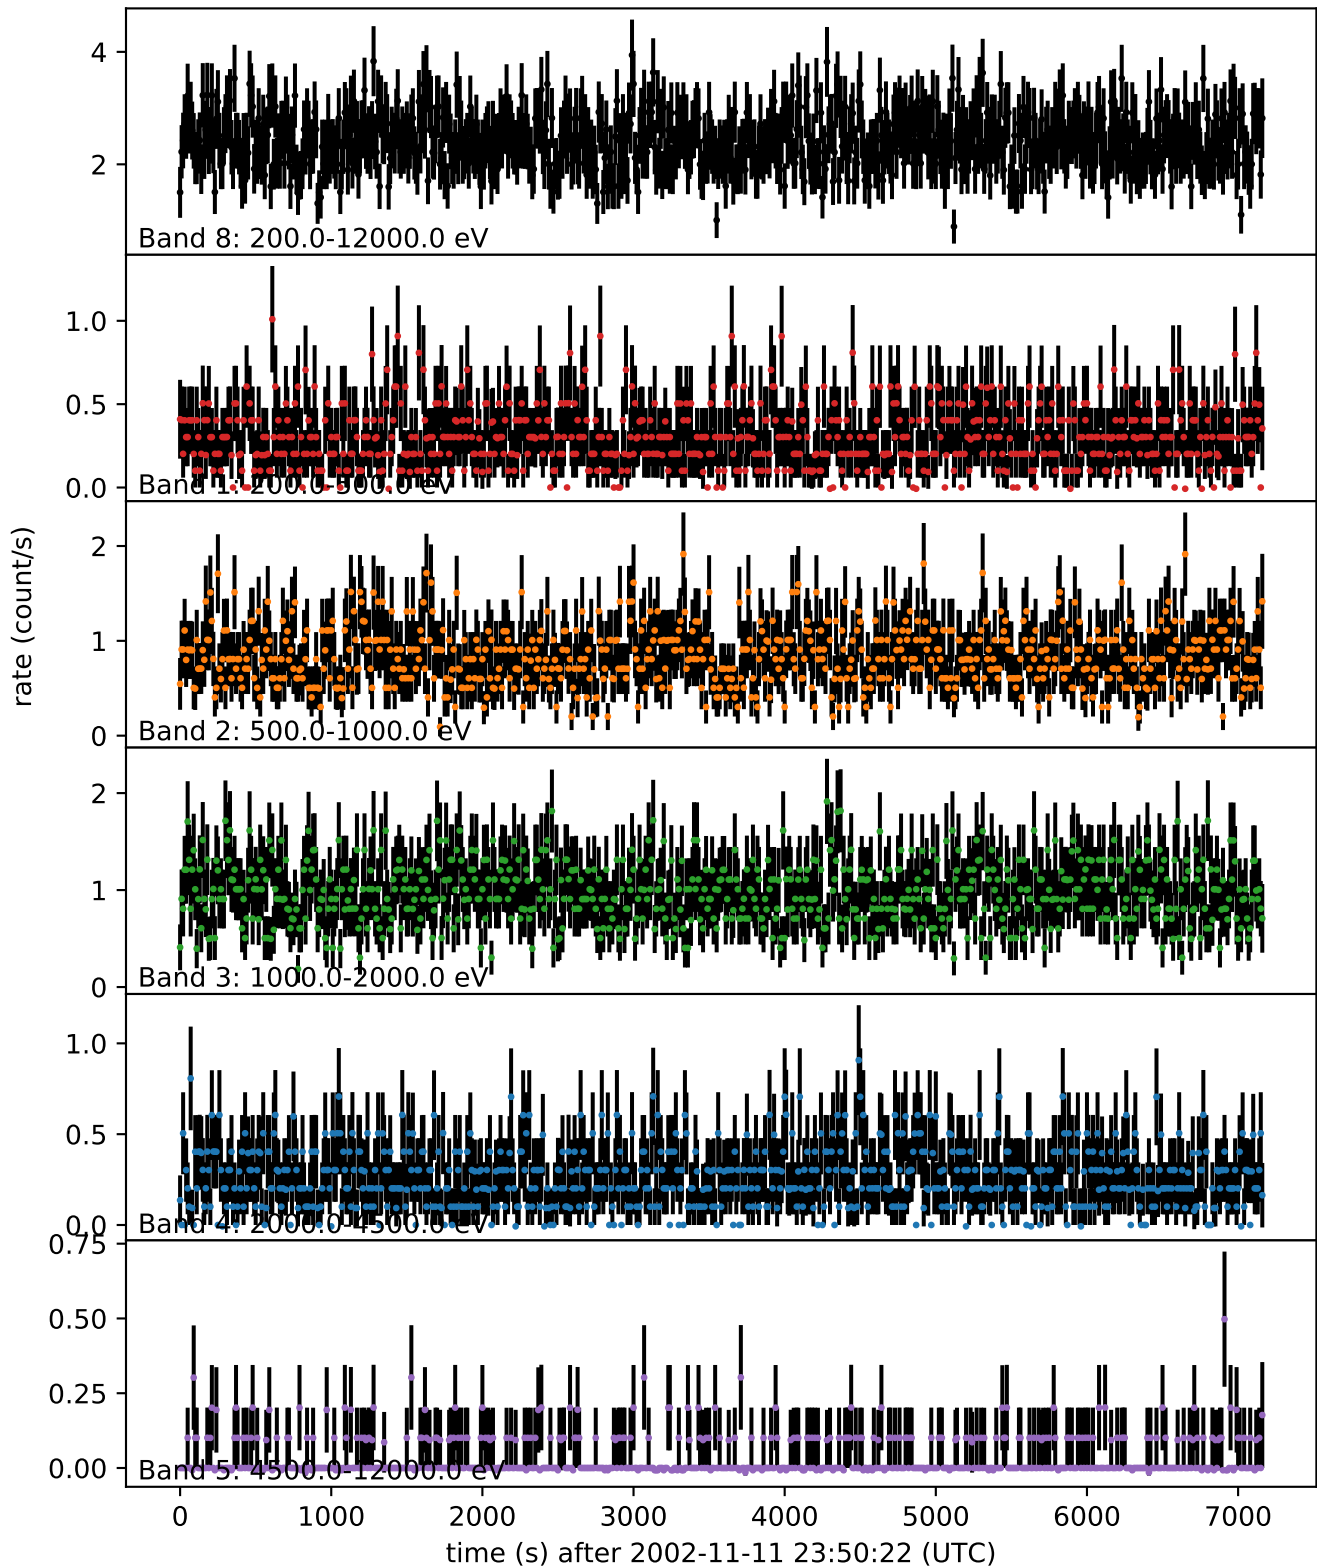 4
2
Band 8: 200.0-12000.0 eV
1.0
0.5
0.0
Band 1: 200.0-500.0 eV
2
1
0
Band 2: 500.0-1000.0 eV
rate (count/s)
2
1
0
Band 3: 1000.0-2000.0 eV
1.0
0.5
0.0
Band 4: 2000.0-4500.0 eV
0.75
0.50
0.25
0.00
Band 5: 4500.0-12000.0 eV
0 1000 2000 3000 4000 5000 6000 7000
time (s) after 2002-11-11 23:50:22 (UTC)